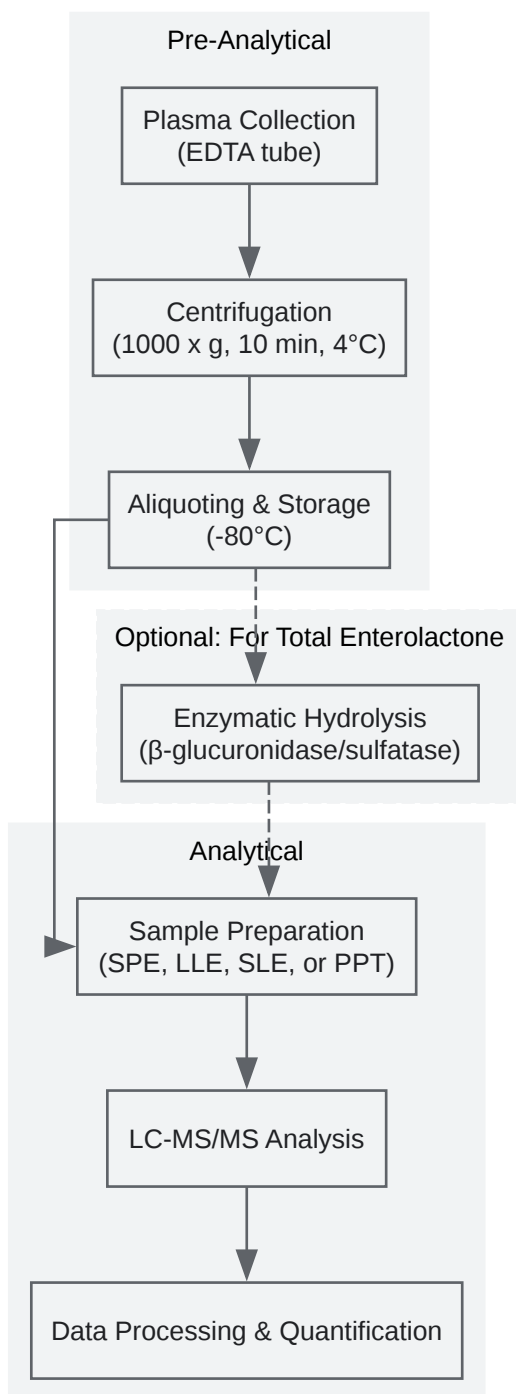 Pre-Analytical
Plasma Collection
(EDTA tube)
Centrifugation
(1000 x g, 10 min, 4°C)
Aliquoting & Storage
(-80°C)
Optional: For Total Enterolactone
Enzymatic Hydrolysis
(β-glucuronidase/sulfatase)
Analytical
Sample Preparation
(SPE, LLE, SLE, or PPT)
LC-MS/MS Analysis
Data Processing & Quantification